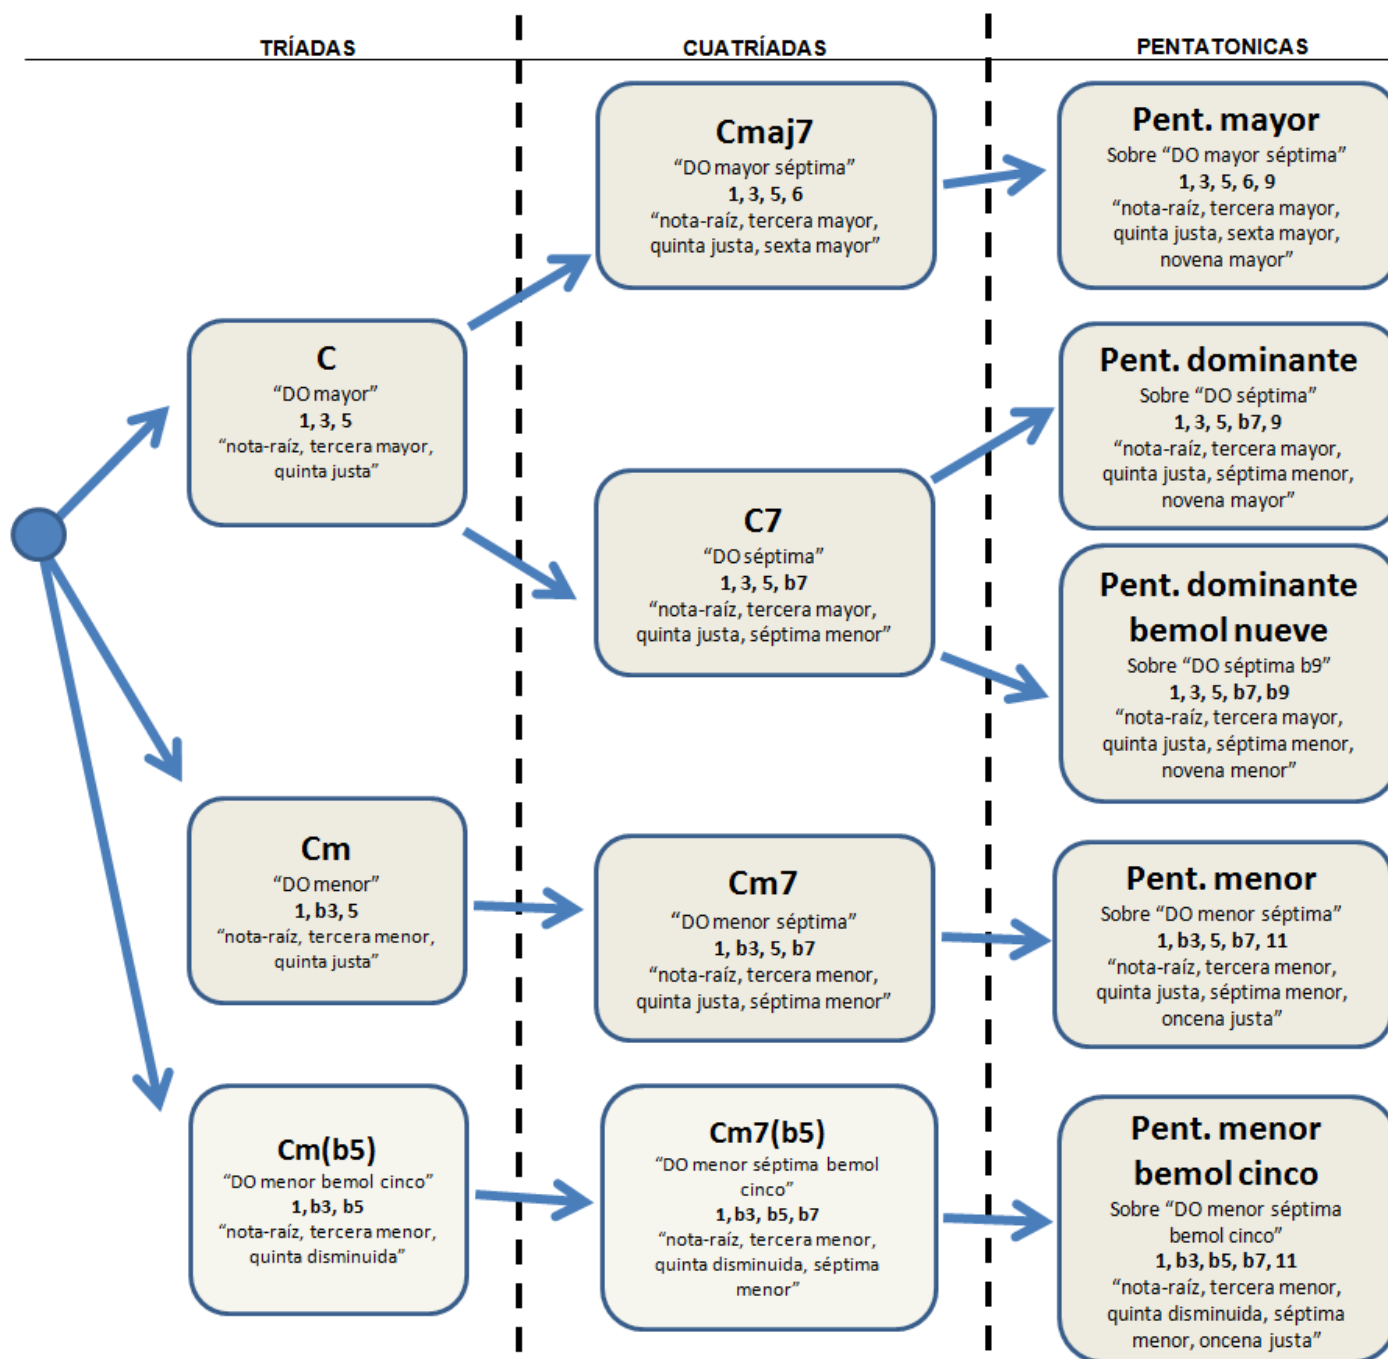 TRÍADAS
CUATRÍADAS
PENTATONICAS
C
“DO mayor”
1, 3, 5
“nota-raíz, tercera mayor,
quinta justa”
Cm
“DO menor”
1, b3, 5
“nota-raíz, tercera menor,
quinta justa”
Cm(b5)
“DO menor bemol cinco”
1, b3, b5
“nota-raíz, tercera menor,
quinta disminuida”
Cmaj7
“DO mayor séptima”
1, 3, 5, 6
“nota-raíz, tercera mayor,
quinta justa, sexta mayor”
C7
“DO séptima”
1, 3, 5, b7
“nota-raíz, tercera mayor,
quinta justa, séptima menor”
Cm7
“DO menor séptima”
1, b3, 5, b7
“nota-raíz, tercera menor,
quinta justa, séptima menor”
Cm7(b5)
“DO menor séptima bemol
cinco”
1, b3, b5, b7
“nota-raíz, tercera menor,
quinta disminuida, séptima
menor”
Pent. mayor
Sobre “DO mayor séptima”
1, 3, 5, 6, 9
“nota-raíz, tercera mayor,
quinta justa, sexta mayor,
novena mayor”
Pent. dominante
Sobre “DO séptima”
1, 3, 5, b7, 9
“nota-raíz, tercera mayor,
quinta justa, séptima menor,
novena mayor”
Pent. dominante
bemol nueve
Sobre “DO séptima b9”
1, 3, 5, b7, b9
“nota-raíz, tercera mayor,
quinta justa, séptima menor,
novena menor”
Pent. menor
Sobre “DO menor séptima”
1, b3, 5, b7, 11
“nota-raíz, tercera menor,
quinta justa, séptima menor,
oncena justa”
Pent. menor
bemol cinco
Sobre “DO menor séptima
bemol cinco”
1, b3, b5, b7, 11
“nota-raíz, tercera menor,
quinta disminuida, séptima
menor, oncena justa”